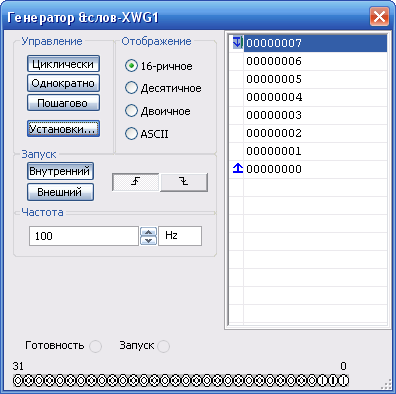 Генератор &слов-XWG1
Управление
Циклически
Однократно
Пошагово
Установки...
Отображение
16-ричное
Десятичное
Двоичное
ASCII
Запуск
Внутренний
Внешний
Частота
100
Hz
00000007
00000006
00000005
00000004
00000003
00000002
00000001
00000000
Готовность
Запуск
31
0